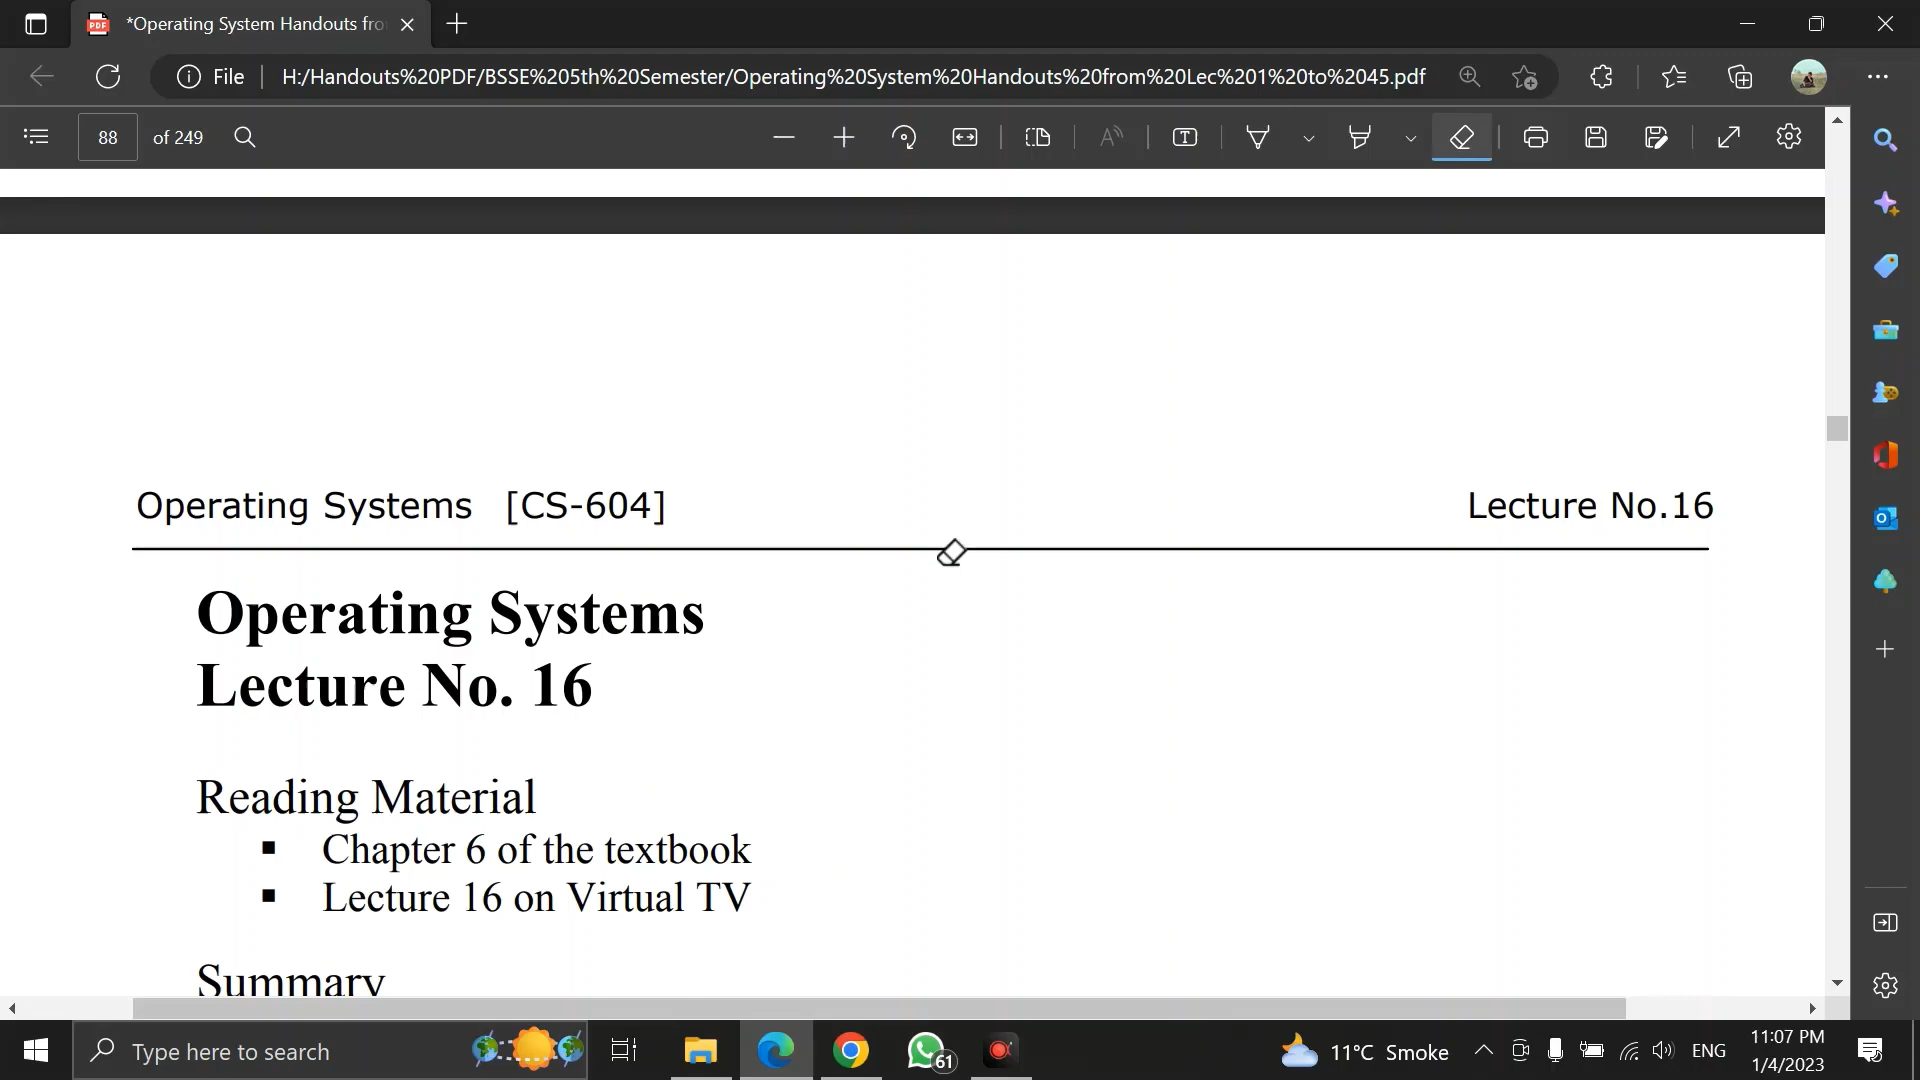 *Operating System Handouts fro
File
H:/Handouts%20PDF/BSSE%205th%20Semester/Operating%20System%20Handouts%20from%20Lec%201%20to%2045.pdf
88 of 249
Operating Systems [CS-604] Lecture No.16
Operating Systems
Lecture No. 16
Reading Material
▪ Chapter 6 of the textbook
▪ Lecture 16 on Virtual TV
Summary
Type here to search
61
11°C Smoke
ENG
11:07 PM
1/4/2023